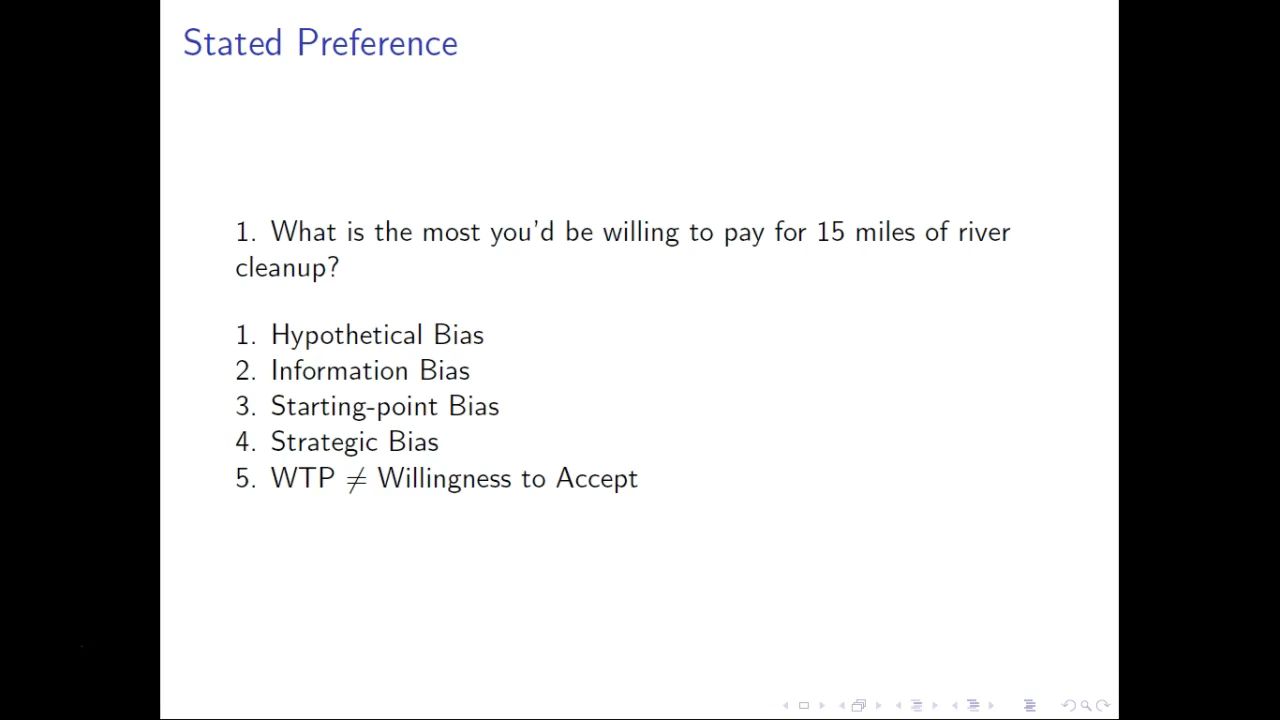 Stated Preference
1. What is the most you'd be willing to pay for 15 miles of river
cleanup?
1. Hypothetical Bias
2. Information Bias
3. Starting-point Bias
4. Strategic Bias
5. WTP ≠ Willingness to Accept